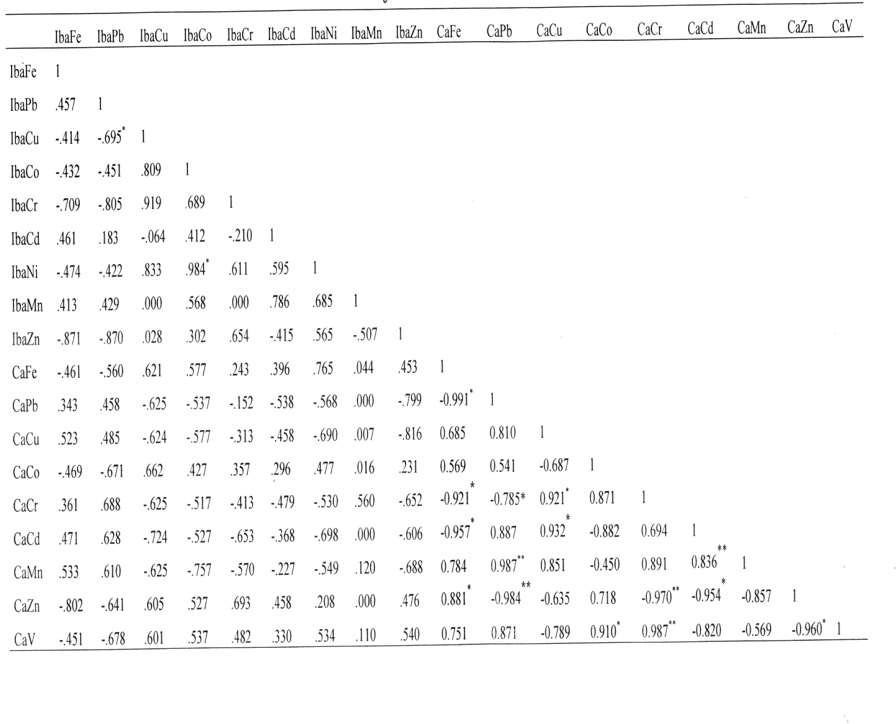 IbaFe IbaPb IbaCu IbaCo IbaCr IbaCd IbaNi IbaMn IbaZn CaFe CaPb CaCu CaCo CaCr CaCd CaMn CaZn CaV
IbaFe 1
IbaPb .457 1
IbaCu -.414 -.695* 1
IbaCo -.432 -.451 .809 1
IbaCr -.709 -.805 .919 .689 1
IbaCd .461 .183 -.064 .412 -.210 1
IbaNi -.474 -.422 .833 .984* .611 .595 1
IbaMn .413 .429 .000 .568 .000 .786 .685 1
IbaZn -.871 -.870 .028 .302 .654 -.415 .565 -.507 1
CaFe -.461 -.560 .621 .577 .243 .396 .765 .044 .453 1
CaPb .343 .458 -.625 -.537 -.152 -.538 -.568 .000 -.799 -0.991* 1
CaCu .523 .485 -.624 -.577 -.313 -.458 -.690 .007 -.816 0.685 0.810 1
CaCo -.469 -.671 .662 .427 .357 .296 .477 .016 .231 0.569 0.541 -0.687 1
CaCr .361 .688 -.625 -.517 -.413 -.479 -.530 .560 -.652 -0.921* -0.785* 0.921* 0.871 1
CaCd .471 .628 -.724 -.527 -.653 -.368 -.698 .000 -.606 -0.957* 0.887 0.932* -0.882 0.694 1
CaMn .533 .610 -.625 -.757 -.570 -.227 -.549 .120 -.688 0.784 0.987** 0.851 -0.450 0.891 0.836** 1
CaZn -.802 -.641 .605 .527 .693 .458 .208 .000 .476 0.881* -0.984** -0.635 0.718 -0.970** -0.954* -0.857 1
CaV -.451 -.678 .601 .537 .482 .330 .534 .110 .540 0.751 0.871 -0.789 0.910* 0.987** -0.820 -0.569 -0.960* 1